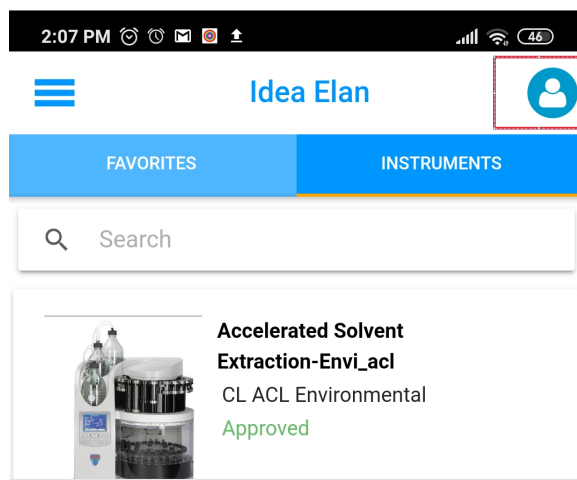 2:07 PM
46
Idea Elan
FAVORITES
INSTRUMENTS
Search
Accelerated Solvent
Extraction-Envi_acl
CL ACL Environmental
Approved